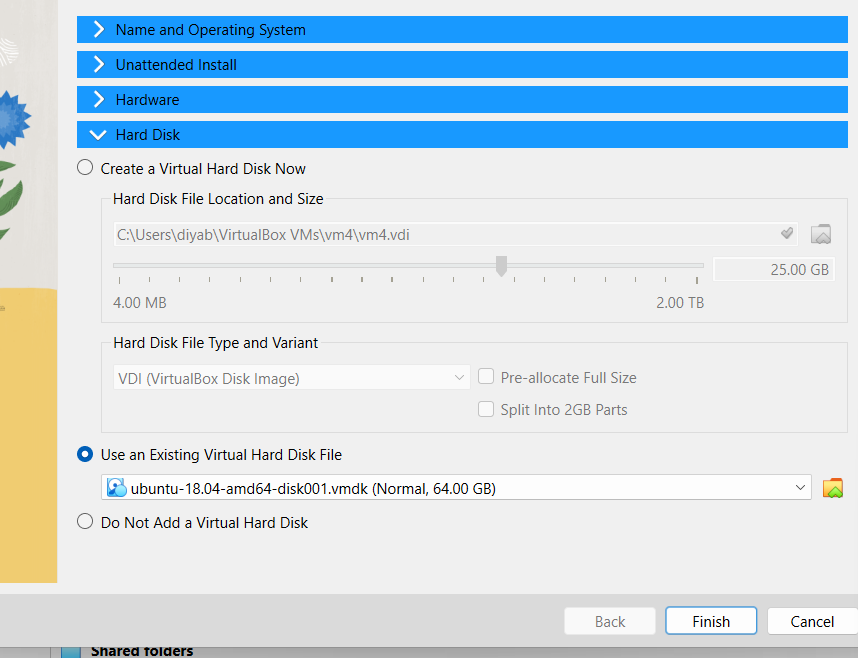 Name and Operating System
Unattended Install
Hardware
Hard Disk
Create a Virtual Hard Disk Now
Hard Disk File Location and Size
C:\Users\diyab\VirtualBox VMs\vm4\vm4.vdi
25.00 GB
4.00 MB 2.00 TB
Hard Disk File Type and Variant
VDI (VirtualBox Disk Image) Pre-allocate Full Size
Split Into 2GB Parts
Use an Existing Virtual Hard Disk File
ubuntu-18.04-amd64-disk001.vmdk (Normal, 64.00 GB)
Do Not Add a Virtual Hard Disk
Back Finish Cancel
Shared folders